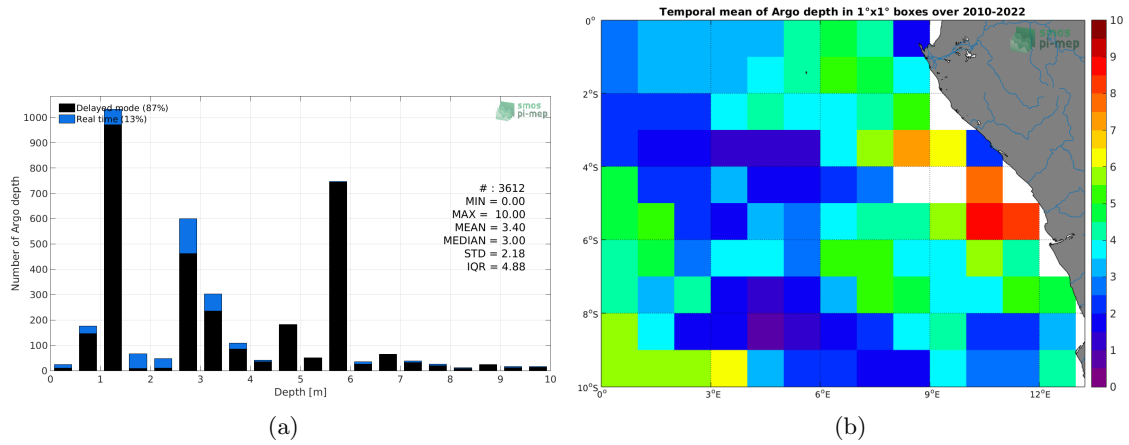 Delayed mode (87%)
Real time (13%)
smos
pi-mep
# : 3612
MIN = 0.00
MAX = 10.00
MEAN = 3.40
MEDIAN = 3.00
STD = 2.18
IQR = 4.88
Number of Argo depth
1000
900
800
700
600
500
400
300
200
100
0
0 1 2 3 4 5 6 7 8 9 10
Depth [m]
(a)
Temporal mean of Argo depth in 1°x1° boxes over 2010-2022
smos
pi-mep
0°
2°S
4°S
6°S
8°S
10°S
0° 3°E 6°E 9°E 12°E
10
9
8
7
6
5
4
3
2
1
0
(b)